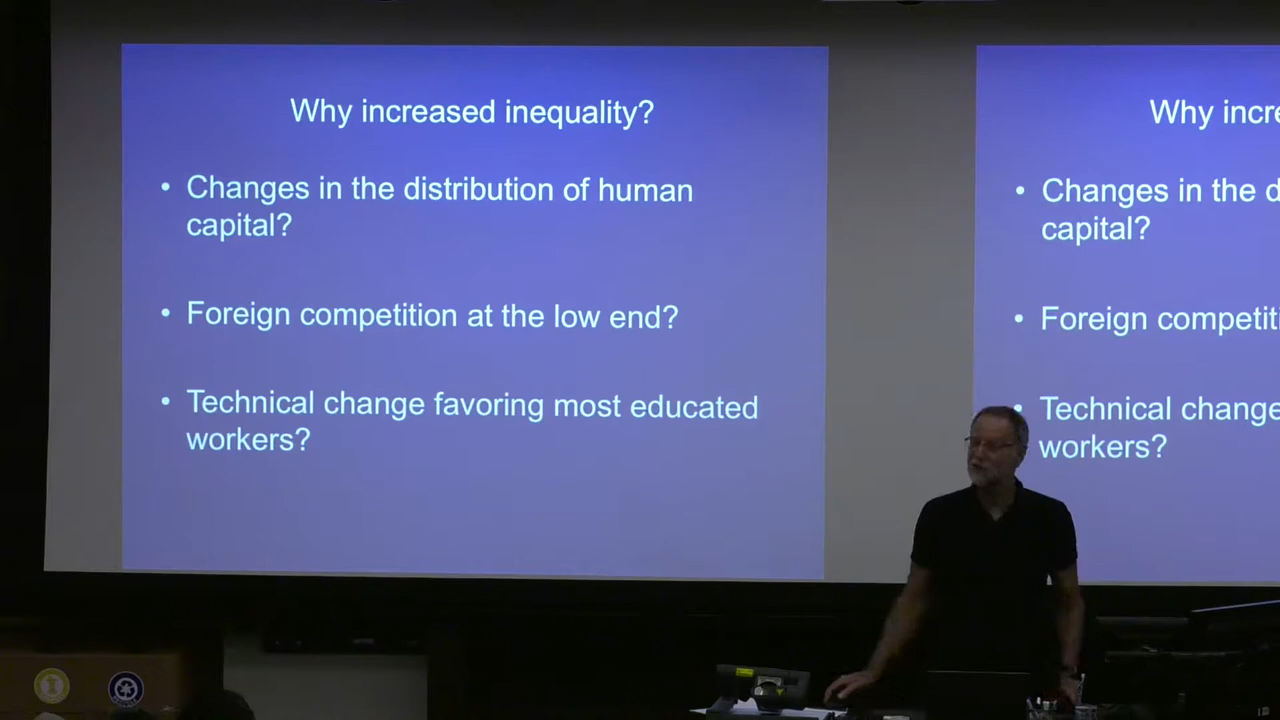 Why increased inequality?
• Changes in the distribution of human
capital?
• Foreign competition at the low end?
• Technical change favoring most educated
workers?
Why incre
• Changes in the d
capital?
• Foreign competiti
• Technical change
workers?